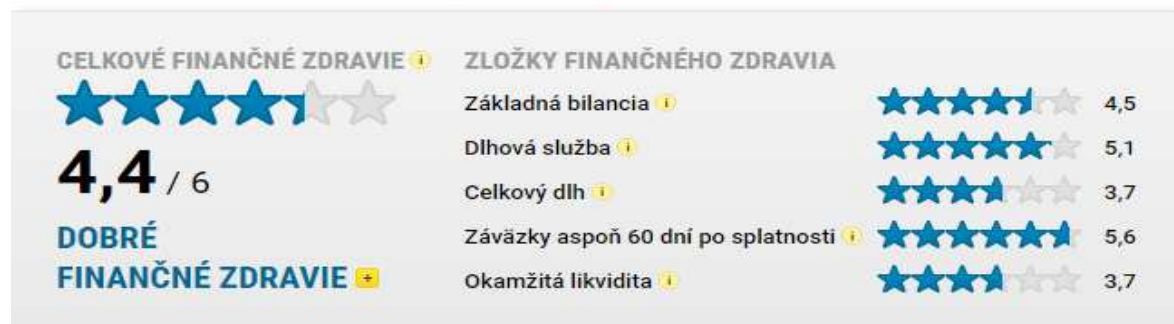 CELKOVÉ FINANČNÉ ZDRAVIE i
4,4 / 6
DOBRÉ
FINANČNÉ ZDRAVIE +
ZLOŽKY FINANČNÉHO ZDRAVIA
Základná bilancia i 4,5
Dlhová služba i 5,1
Celkový dlh i 3,7
Záväzky aspoň 60 dní po splatnosti i 5,6
Okamžitá likvidita i 3,7